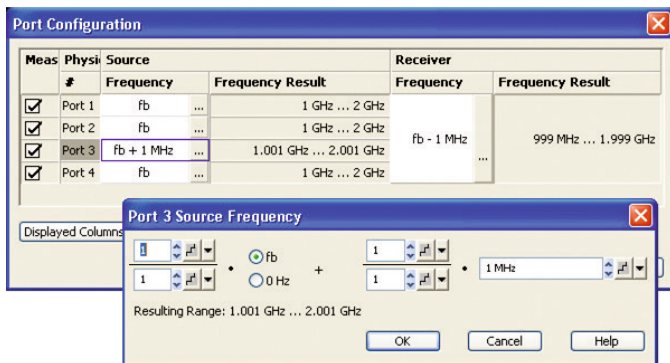 Port Configuration
Meas Physi Source Receiver
# Frequency Frequency Result Frequency Frequency Result
Port 1 fb ... 1 GHz ... 2 GHz
Port 2 fb ... 1 GHz ... 2 GHz
fb - 1 MHz ... 999 MHz ... 1.999 GHz
Port 3 fb + 1 MHz ... 1.001 GHz ... 2.001 GHz
Port 4 fb ... 1 GHz ... 2 GHz
Displayed Columns
Port 3 Source Frequency
1 fb 1
• + • 1 MHz
1 0 Hz 1
Resulting Range: 1.001 GHz ... 2.001 GHz
OK Cancel Help